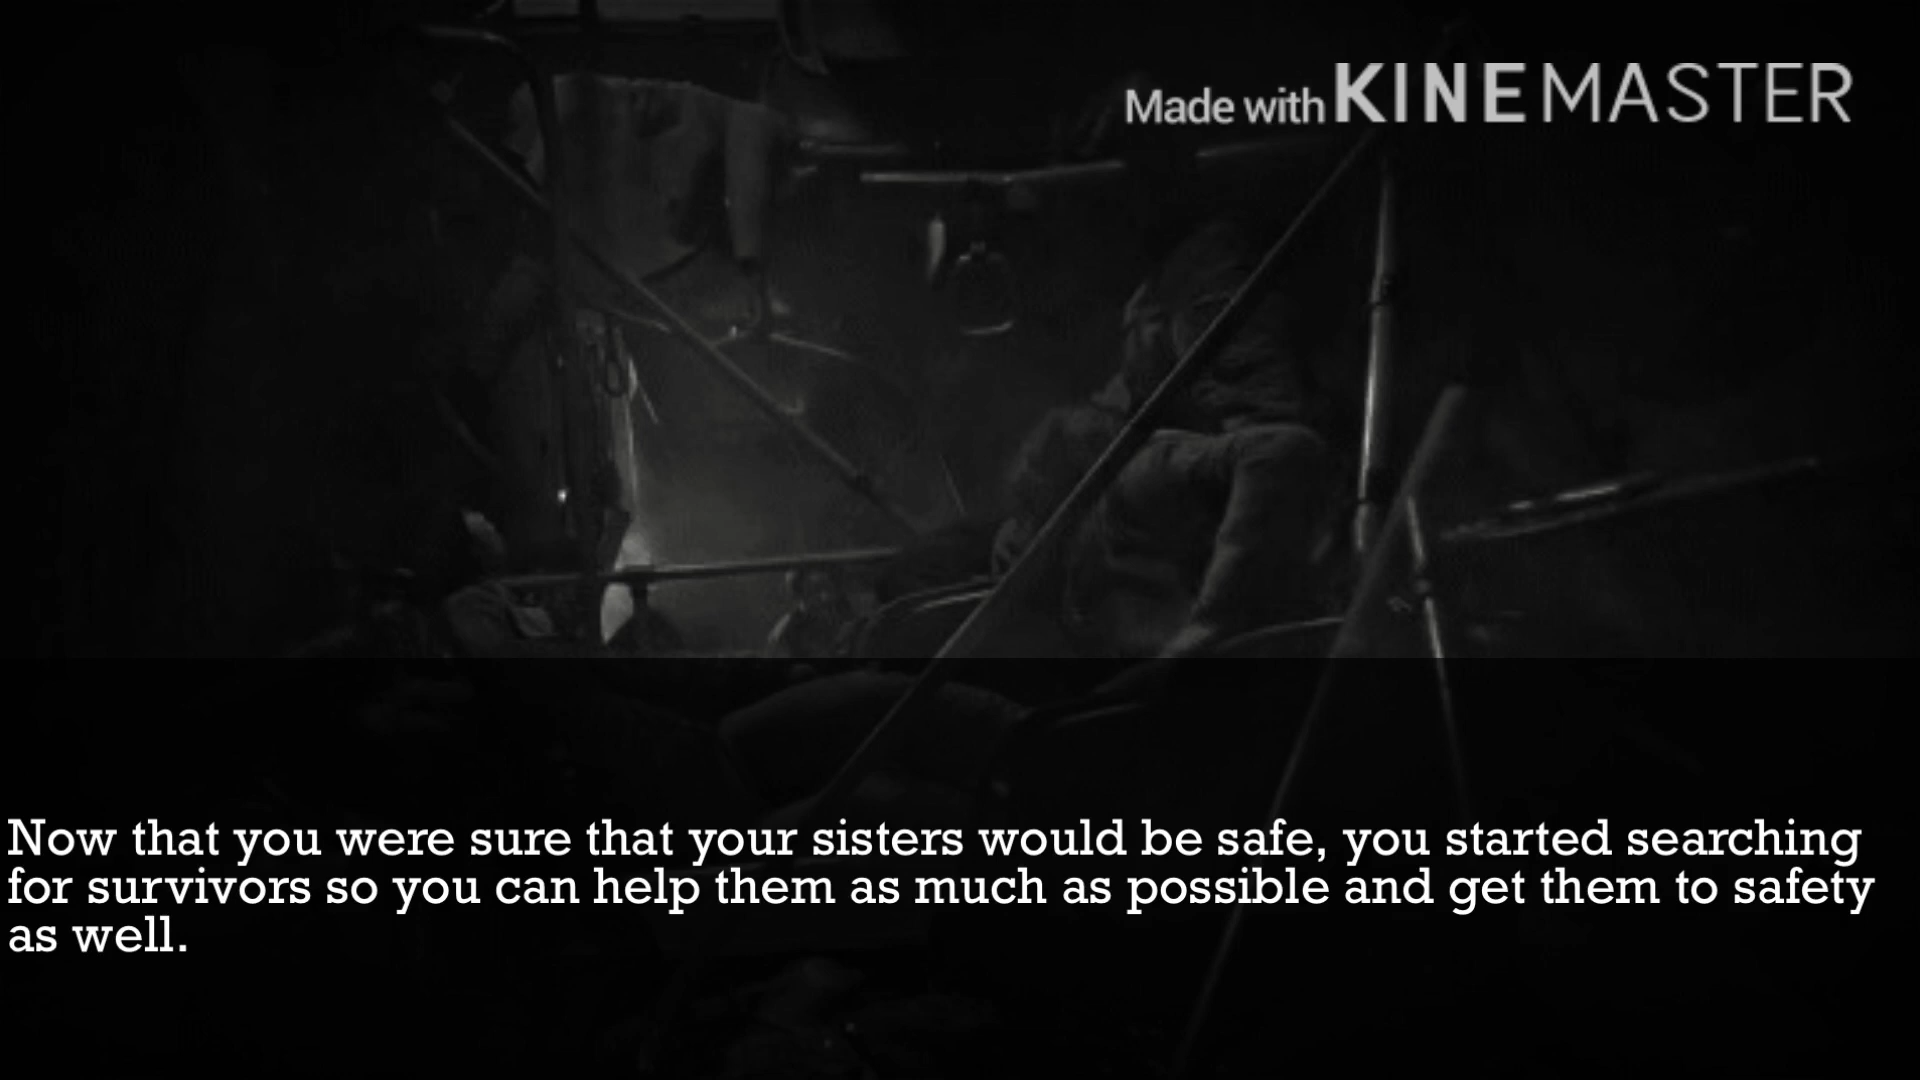 Made with KINEMASTER
Now that you were sure that your sisters would be safe, you started searching
for survivors so you can help them as much as possible and get them to safety
as well.